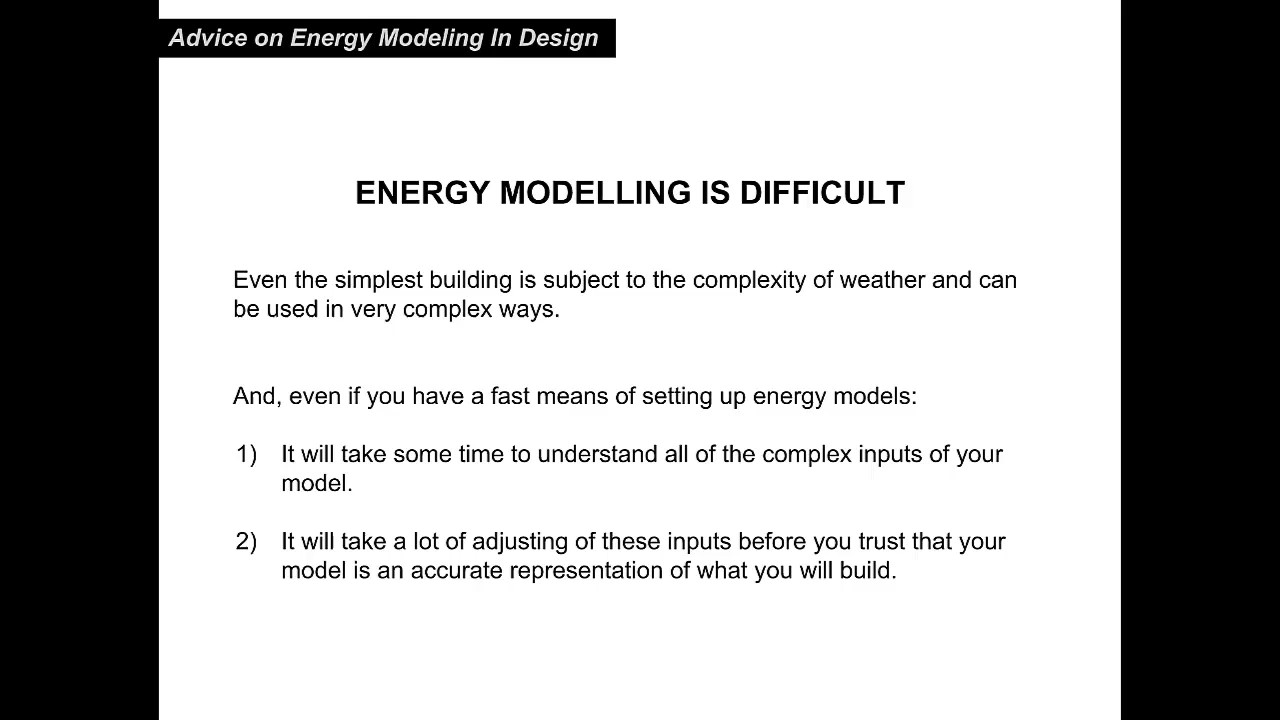 Advice on Energy Modeling In Design
ENERGY MODELLING IS DIFFICULT
Even the simplest building is subject to the complexity of weather and can
be used in very complex ways.
And, even if you have a fast means of setting up energy models:
1) It will take some time to understand all of the complex inputs of your
model.
2) It will take a lot of adjusting of these inputs before you trust that your
model is an accurate representation of what you will build.